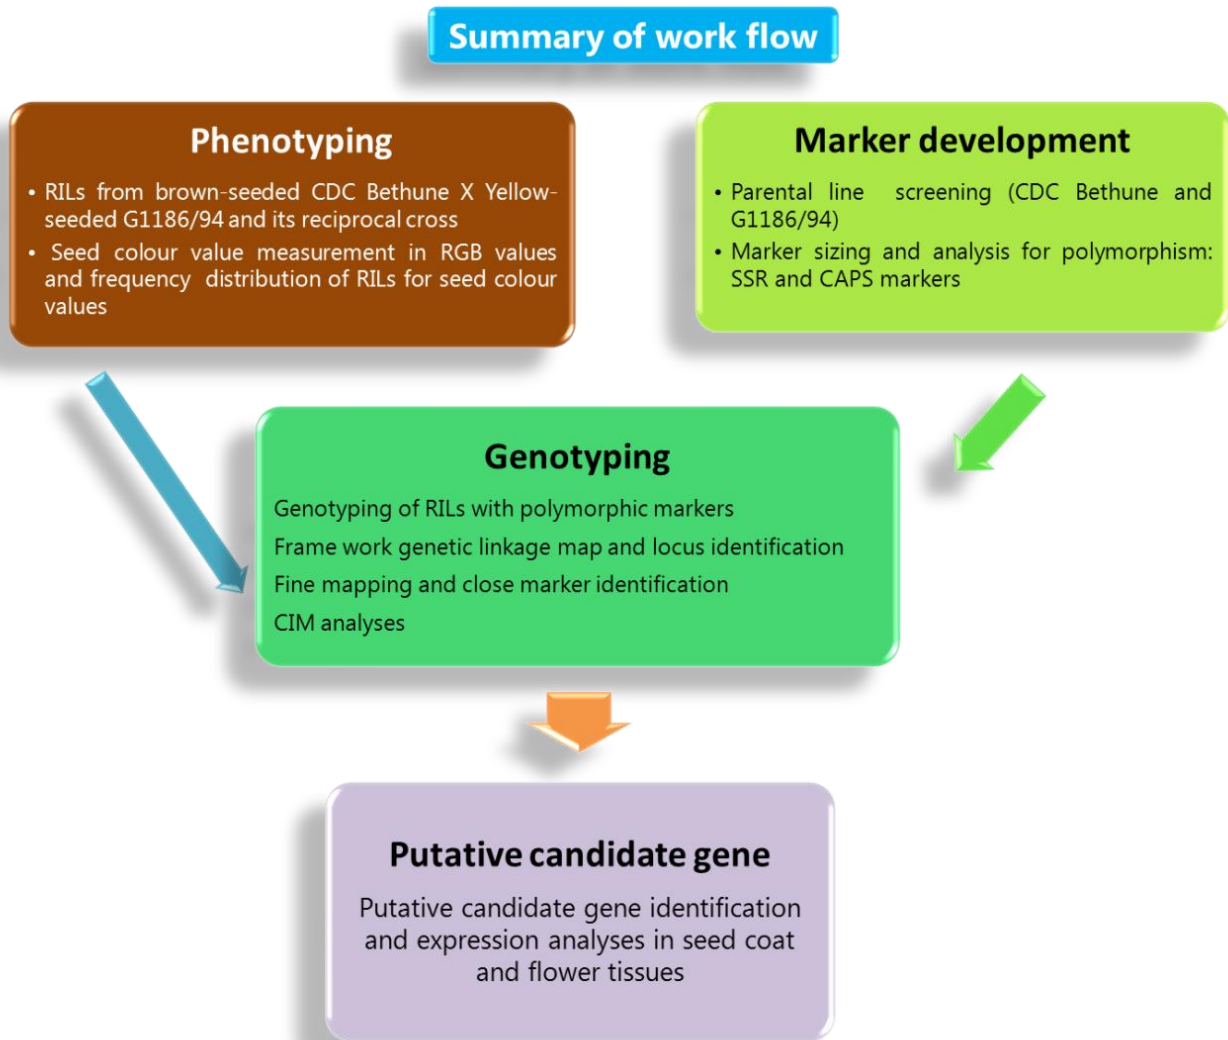 Summary of work flow
Phenotyping
• RILs from brown-seeded CDC Bethune X Yellow-
seeded G1186/94 and its reciprocal cross
• Seed colour value measurement in RGB values
and frequency distribution of RILs for seed colour
values
Marker development
• Parental line screening (CDC Bethune and
G1186/94)
• Marker sizing and analysis for polymorphism:
SSR and CAPS markers
Genotyping
Genotyping of RILs with polymorphic markers
Frame work genetic linkage map and locus identification
Fine mapping and close marker identification
CIM analyses
Putative candidate gene
Putative candidate gene identification
and expression analyses in seed coat
and flower tissues